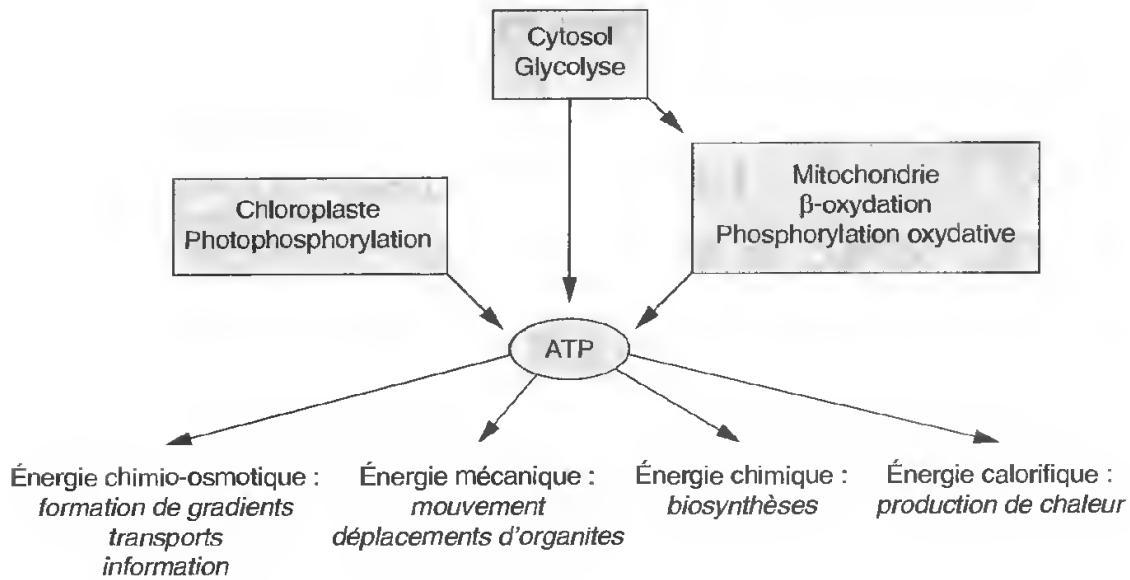 Cytosol
Glycolyse
Chloroplaste
Photophosphorylation
Mitochondrie
β-oxydation
Phosphorylation oxydative
ATP
Énergie chimio-osmotique :
formation de gradients
transports
information
Énergie mécanique :
mouvement
déplacements d'organites
Énergie chimique :
biosynthèses
Énergie calorifique :
production de chaleur